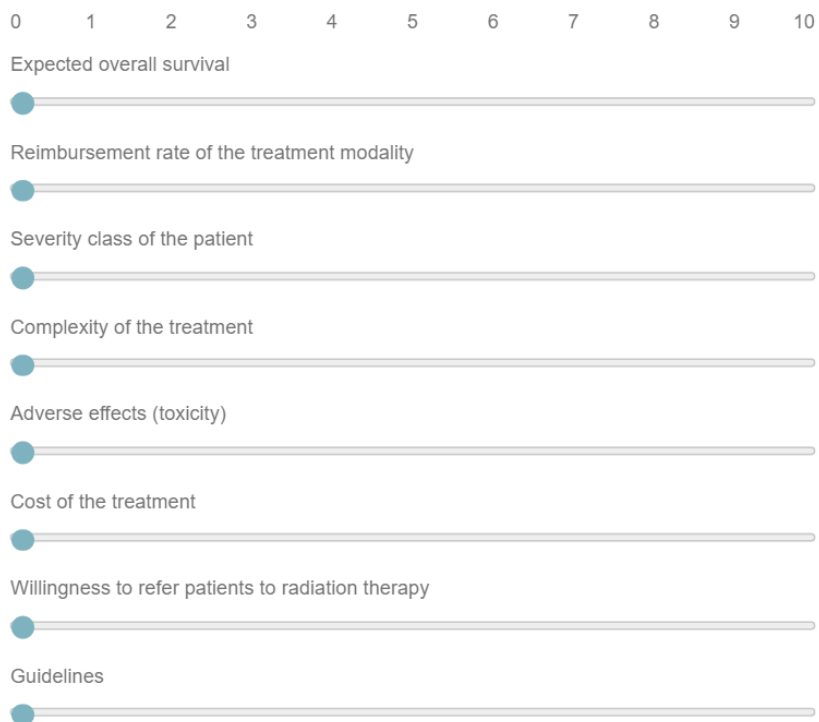 0 1 2 3 4 5 6 7 8 9 10
Expected overall survival
Reimbursement rate of the treatment modality
Severity class of the patient
Complexity of the treatment
Adverse effects (toxicity)
Cost of the treatment
Willingness to refer patients to radiation therapy
Guidelines